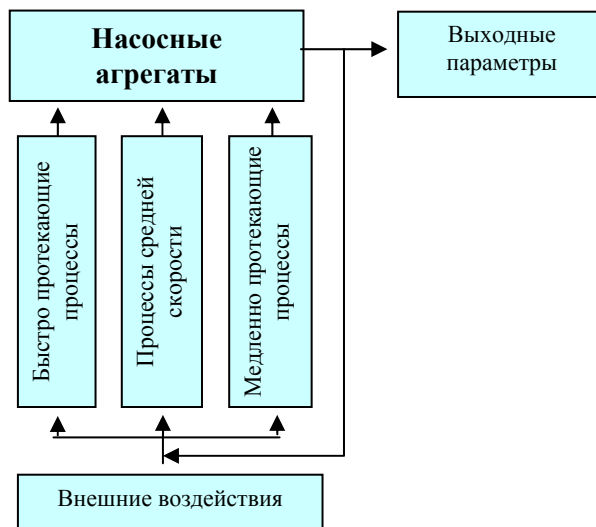 Насосные
агрегаты
Выходные
параметры
Быстро протекающие
процессы
Процессы средней
скорости
Медленно протекающие
процессы
Внешние воздействия